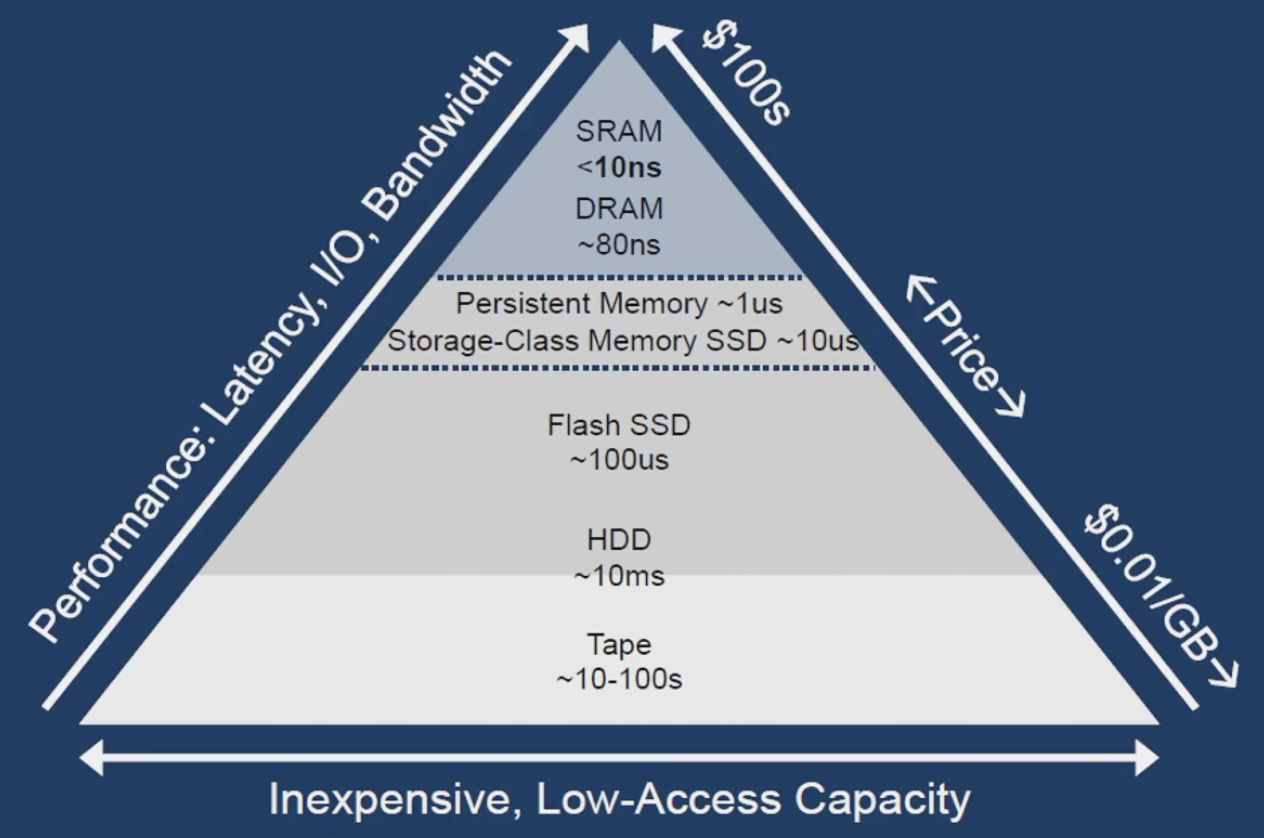 Performance: Latency, I/O, Bandwidth
$100s
←Price→
$0.01/GB→
SRAM
<10ns
DRAM
~80ns
Persistent Memory ~1us
Storage-Class Memory SSD ~10us
Flash SSD
~100us
HDD
~10ms
Tape
~10-100s
Inexpensive, Low-Access Capacity